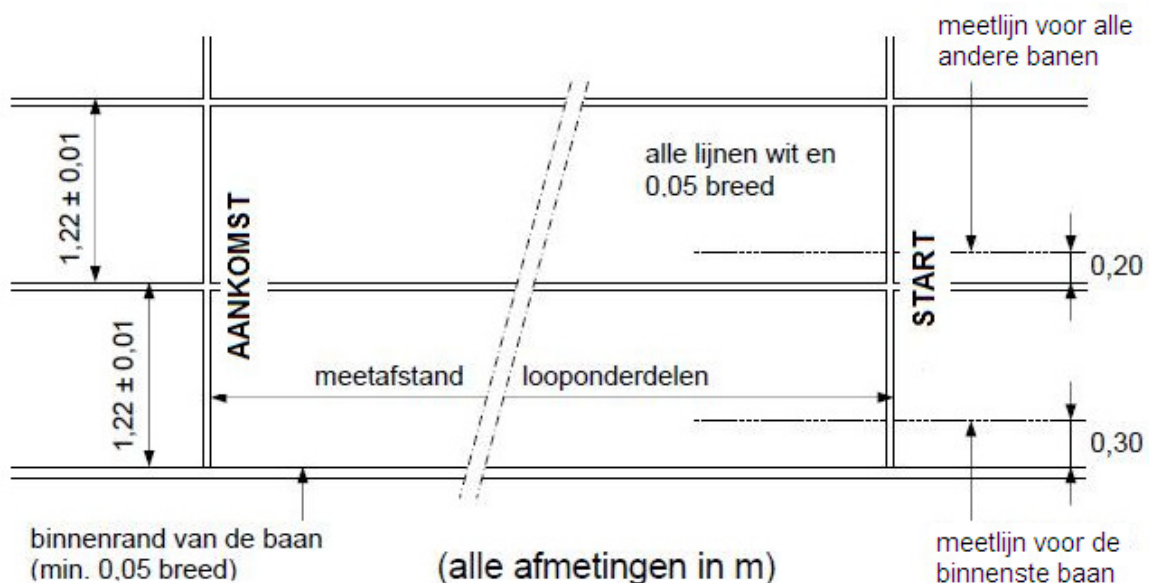 meetlijn voor alle
andere banen
alle lijnen wit en
0,05 breed
1,22 ± 0,01
AANKOMST
START
0,20
1,22 ± 0,01
meetafstand looponderdelen
0,30
binnenrand van de baan
(min. 0,05 breed)
(alle afmetingen in m)
meetlijn voor de
binnenste baan